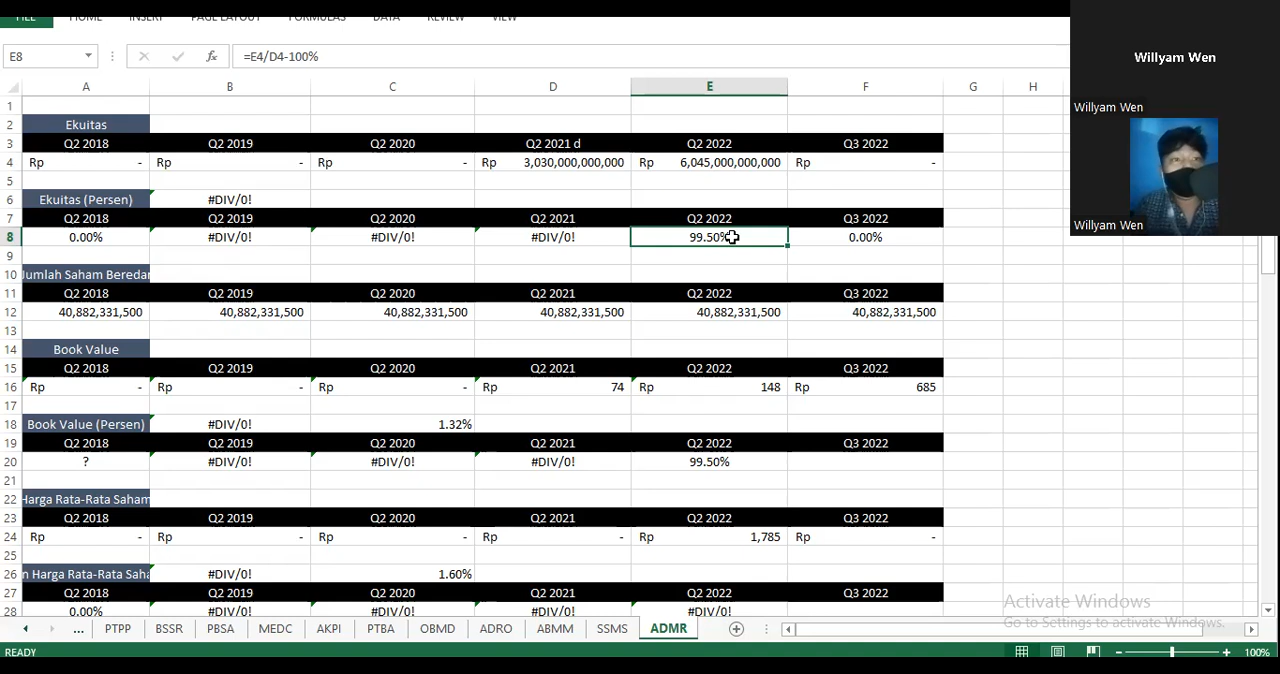 FILE HOME INSERT PAGE LAYOUT FORMULAS DATA REVIEW VIEW
Willyam Wen
E8 fx =E4/D4-100%
Willyam Wen
A B C D E F G H
1
2 Ekuitas
3 Q2 2018 Q2 2019 Q2 2020 Q2 2021 d Q2 2022 Q3 2022
4 Rp - Rp - Rp - Rp 3,030,000,000,000 Rp 6,045,000,000,000 Rp -
5
6 Ekuitas (Persen) #DIV/0!
7 Q2 2018 Q2 2019 Q2 2020 Q2 2021 Q2 2022 Q3 2022
Willyam Wen
8 0.00% #DIV/0! #DIV/0! #DIV/0! 99.50% 0.00%
9
10 Jumlah Saham Beredar
11 Q2 2018 Q2 2019 Q2 2020 Q2 2021 Q2 2022 Q3 2022
12 40,882,331,500 40,882,331,500 40,882,331,500 40,882,331,500 40,882,331,500 40,882,331,500
13
14 Book Value
15 Q2 2018 Q2 2019 Q2 2020 Q2 2021 Q2 2022 Q3 2022
16 Rp - Rp - Rp - Rp 74 Rp 148 Rp 685
17
18 Book Value (Persen) #DIV/0! 1.32%
19 Q2 2018 Q2 2019 Q2 2020 Q2 2021 Q2 2022 Q3 2022
20 ? #DIV/0! #DIV/0! #DIV/0! 99.50%
21
22 Harga Rata-Rata Saham
23 Q2 2018 Q2 2019 Q2 2020 Q2 2021 Q2 2022 Q3 2022
24 Rp - Rp - Rp - Rp - Rp 1,785 Rp -
25
26 n Harga Rata-Rata Saha #DIV/0! 1.60%
27 Q2 2018 Q2 2019 Q2 2020 Q2 2021 Q2 2022 Q3 2022
28 0.00% #DIV/0! #DIV/0! #DIV/0! #DIV/0!
Activate Windows
Go to Settings to activate Windows.
... PTPP BSSR PBSA MEDC AKPI PTBA OBMD ADRO ABMM SSMS ADMR
READY 100%